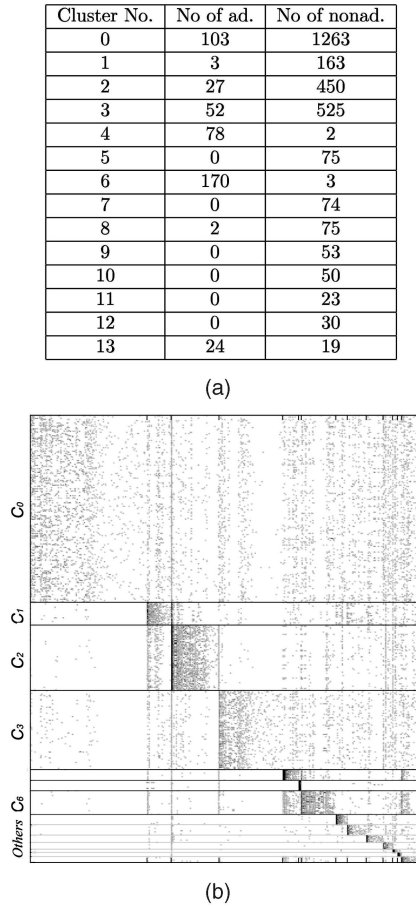 Cluster No. No of ad. No of nonad.
0 103 1263
1 3 163
2 27 450
3 52 525
4 78 2
5 0 75
6 170 3
7 0 74
8 2 75
9 0 53
10 0 50
11 0 23
12 0 30
13 24 19
(a)
C0
C1
C2
C3
C6
Others
(b)